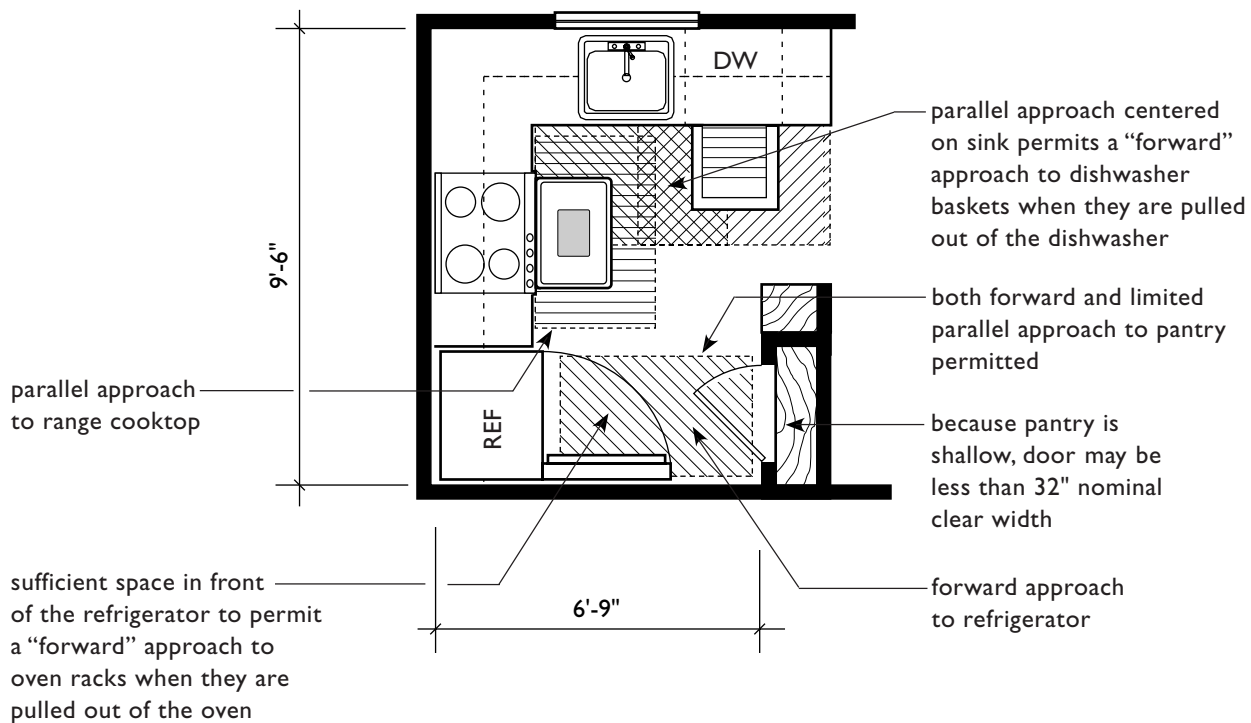 DW
parallel approach centered
on sink permits a “forward”
approach to dishwasher
baskets when they are pulled
out of the dishwasher
9'-6"
both forward and limited
parallel approach to pantry
permitted
parallel approach
to range cooktop
REF
because pantry is
shallow, door may be
less than 32" nominal
clear width
sufficient space in front
of the refrigerator to permit
a “forward” approach to
oven racks when they are
pulled out of the oven
6'-9"
forward approach
to refrigerator